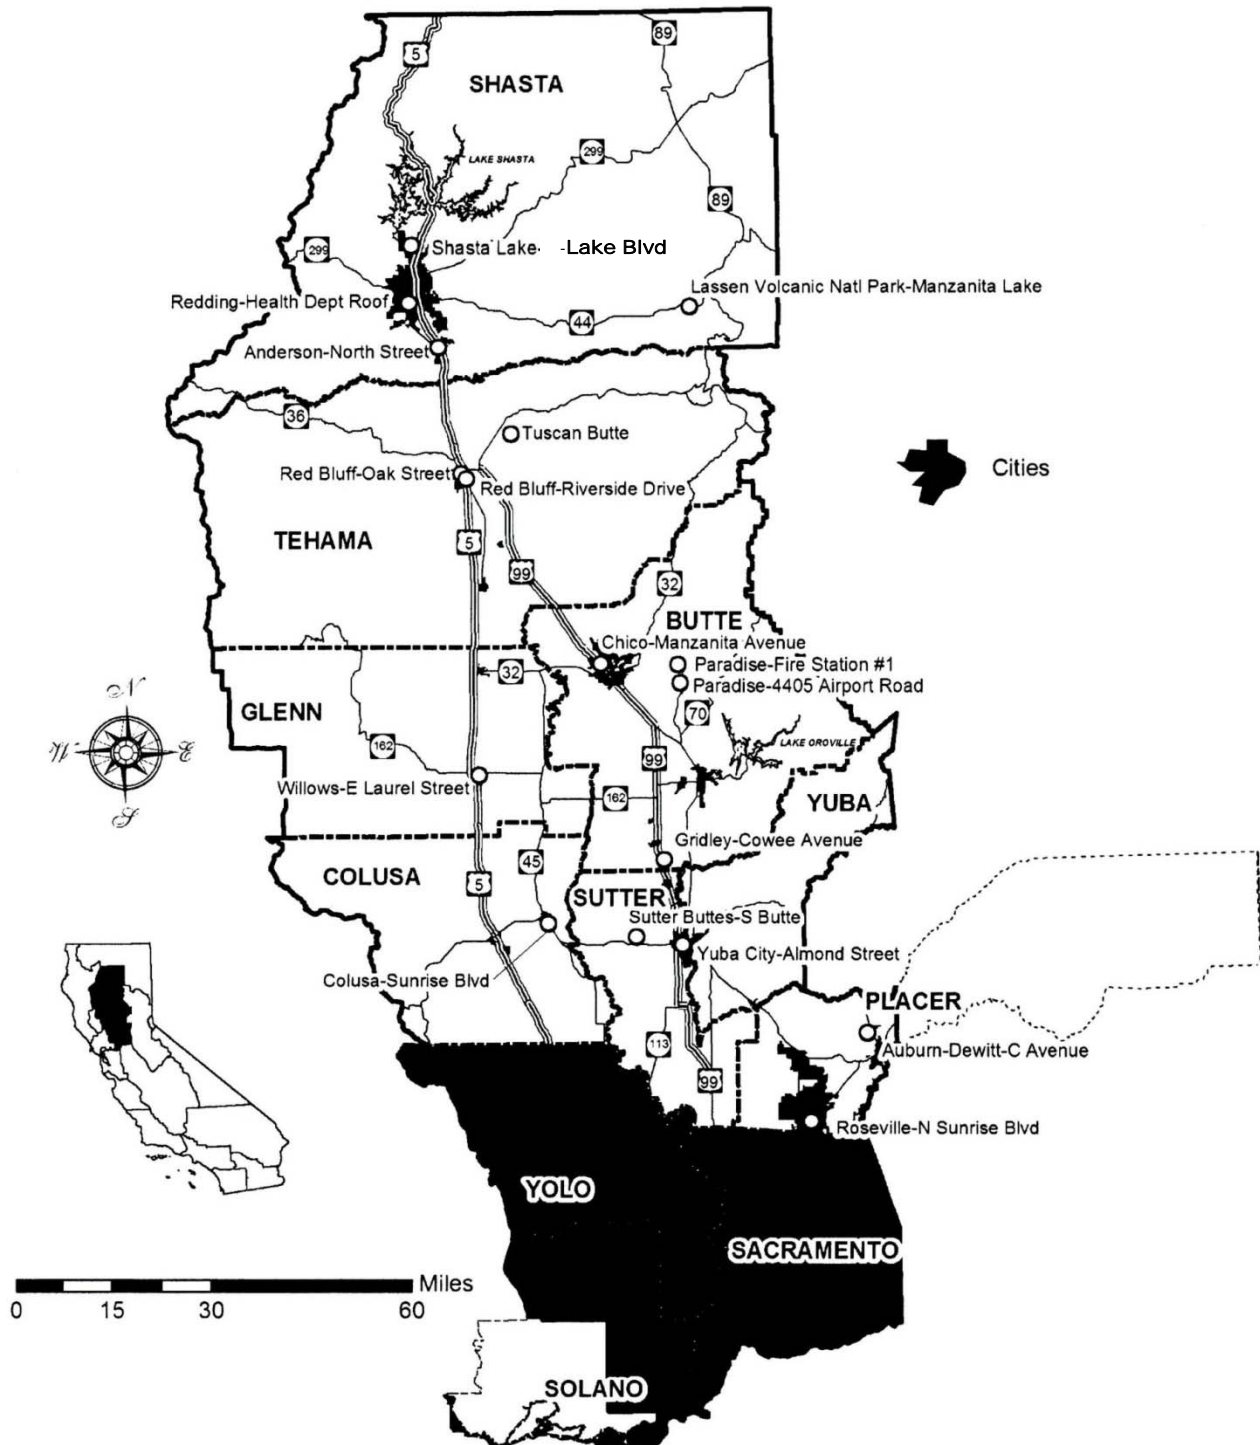 89
5
SHASTA
299
LAKE SHASTA
89
299
Shasta Lake- -Lake Blvd
Lassen Volcanic Natl Park-Manzanita Lake
Redding-Health Dept Roof
44
Anderson-North Street
36
Tuscan Butte
Cities
Red Bluff-Oak Street
Red Bluff-Riverside Drive
TEHAMA
5
99
32
BUTTE
Chico-Manzanita Avenue
32
Paradise-Fire Station #1
Paradise-4405 Airport Road
N
GLENN
70
W
E
162
99
LAKE OROVILLE
S
Willows-E Laurel Street
162
YUBA
Gridley-Cowee Avenue
45
COLUSA
5
SUTTER
Sutter Buttes-S Butte
Yuba City-Almond Street
Colusa-Sunrise Blvd
PLACER
113
Auburn-Dewitt-C Avenue
99
Roseville-N Sunrise Blvd
YOLO
SACRAMENTO
Miles
0 15 30 60
SOLANO